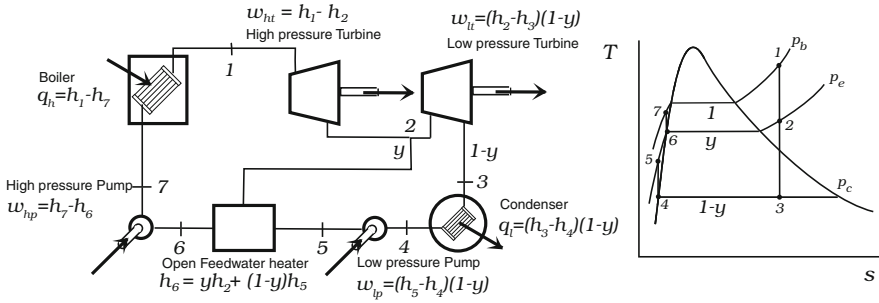 w_ht = h_1- h_2
High pressure Turbine
w_lt=(h_2-h_3)(1-y)
Low pressure Turbine
Boiler
q_h=h_1-h_7
1
2
y
1-y
3
High pressure Pump
w_hp=h_7-h_6
7
Condenser
q_l=(h_3-h_4)(1-y)
6
5
4
Open Feedwater heater
h_6 = yh_2+ (1-y)h_5
Low pressure Pump
w_lp=(h_5-h_4)(1-y)
T
1
p_b
p_e
7
1
2
6
y
5
p_c
4
1-y
3
s